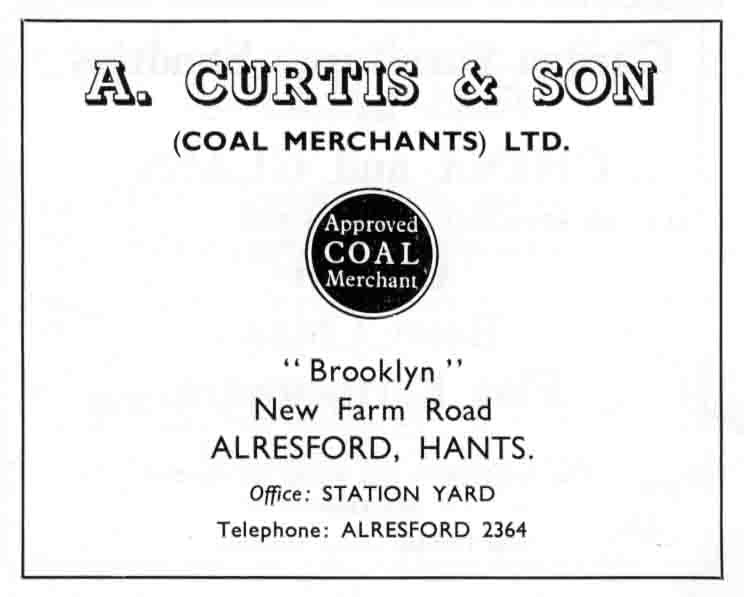 A. CURTIS & SON
(COAL MERCHANTS) LTD.
Approved
COAL
Merchant
"Brooklyn"
New Farm Road
ALRESFORD, HANTS.
Office: STATION YARD
Telephone: ALRESFORD 2364